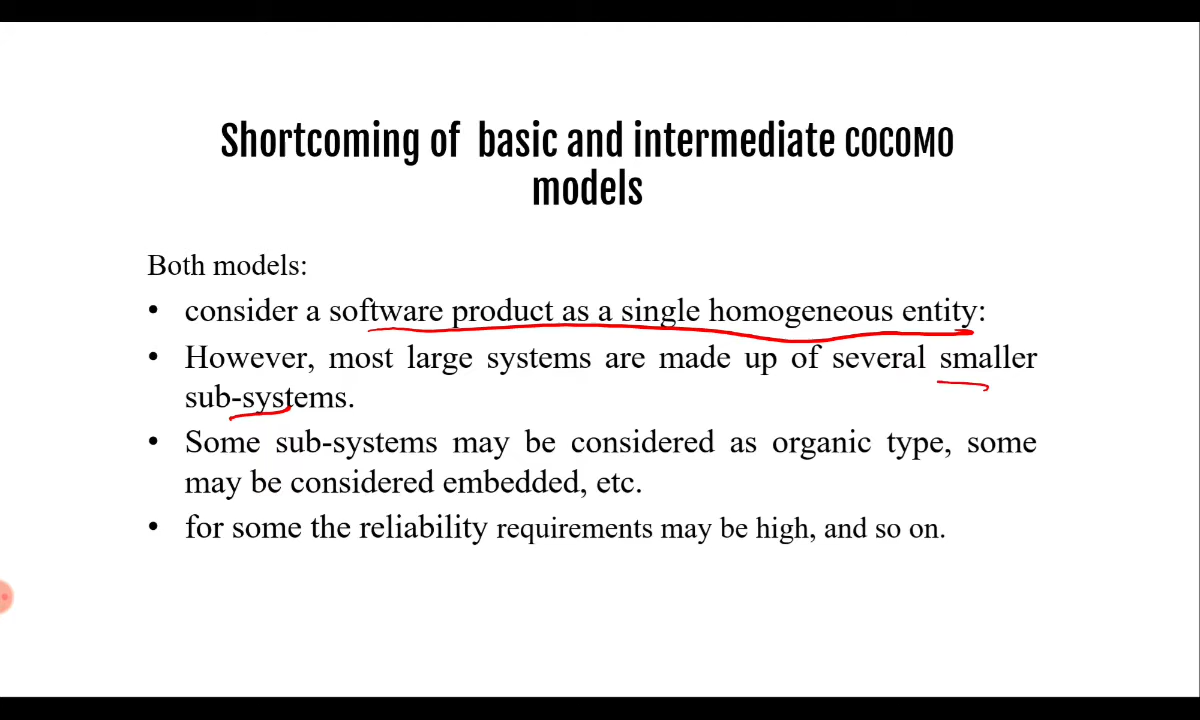 Shortcoming of basic and intermediate COCOMO
models
Both models:
• consider a software product as a single homogeneous entity:
• However, most large systems are made up of several smaller
sub-systems.
• Some sub-systems may be considered as organic type, some
may be considered embedded, etc.
• for some the reliability requirements may be high, and so on.